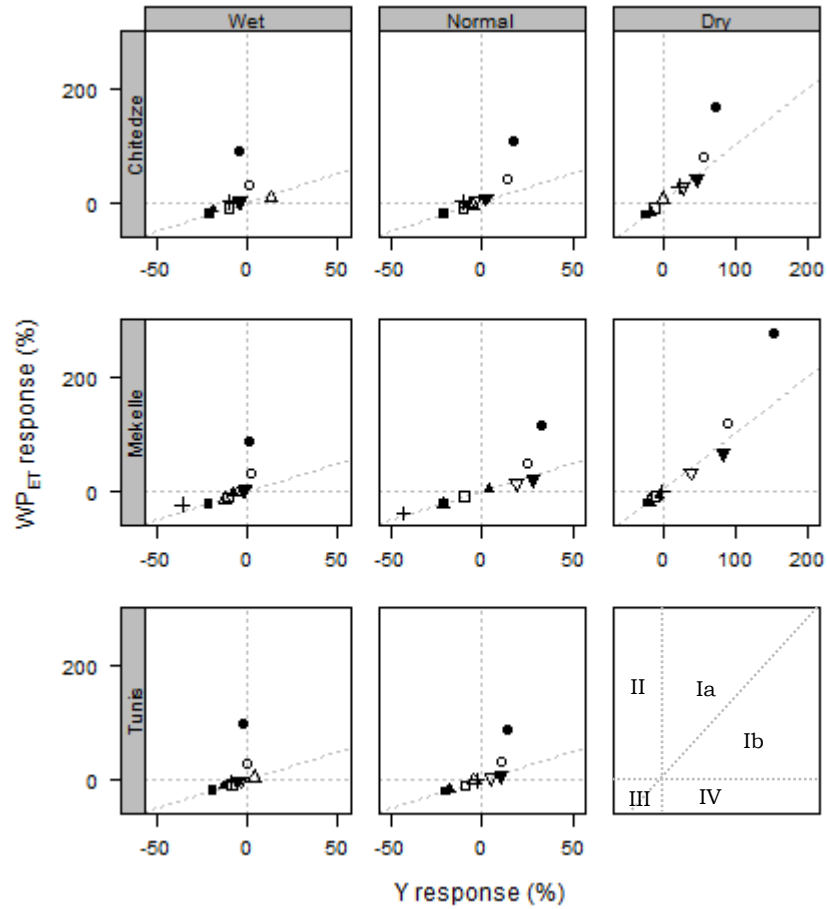 Wet Normal Dry
Chitedze
200
0
-50 0 50 -50 0 50 0 100 200
Mekelle
200
0
-50 0 50 -50 0 50 0 100 200
Tunis
200
0
II Ia
Ib
III IV
-50 0 50 -50 0 50
WP_ET response (%)
Y response (%)